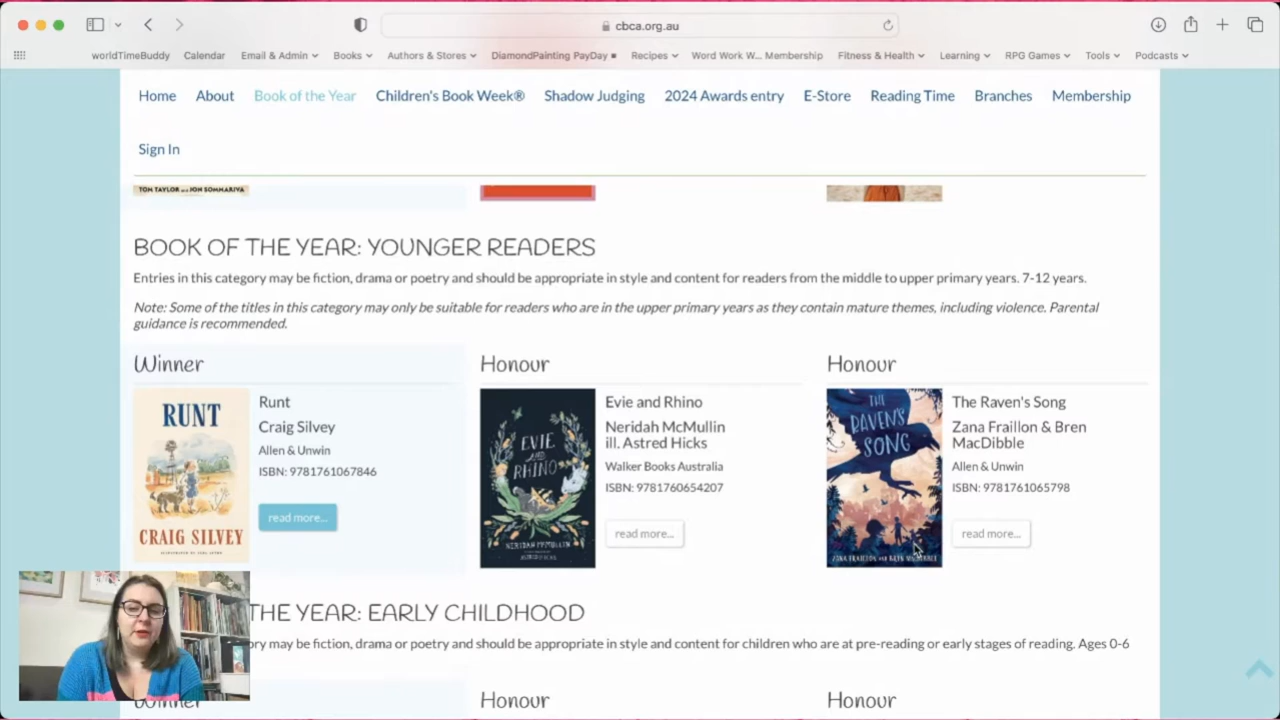 cbca.org.au
worldTimeBuddy Calendar Email & Admin Books Authors & Stores DiamondPainting PayDay Recipes Word Work W... Membership Fitness & Health Learning RPG Games Tools Podcasts
Home About Book of the Year Children's Book Week® Shadow Judging 2024 Awards entry E-Store Reading Time Branches Membership
Sign In
TOM TAYLOR and JON SOMMARIVA
BOOK OF THE YEAR: YOUNGER READERS
Entries in this category may be fiction, drama or poetry and should be appropriate in style and content for readers from the middle to upper primary years. 7-12 years.
Note: Some of the titles in this category may only be suitable for readers who are in the upper primary years as they contain mature themes, including violence. Parental
guidance is recommended.
Winner
RUNT
CRAIG SILVEY
Runt
Craig Silvey
Allen & Unwin
ISBN: 9781761067846
read more...
Honour
EVIE
AND
RHINO
NERIDAH McMULLIN
Evie and Rhino
Neridah McMullin
ill. Astred Hicks
Walker Books Australia
ISBN: 9781760654207
read more...
Honour
THE
RAVEN'S
SONG
ZANA FRAILLON AND BREN MACDIBBLE
The Raven's Song
Zana Fraillon & Bren
MacDibble
Allen & Unwin
ISBN: 9781761065798
read more...
THE YEAR: EARLY CHILDHOOD
ory may be fiction, drama or poetry and should be appropriate in style and content for children who are at pre-reading or early stages of reading. Ages 0-6
Winner
Honour
Honour